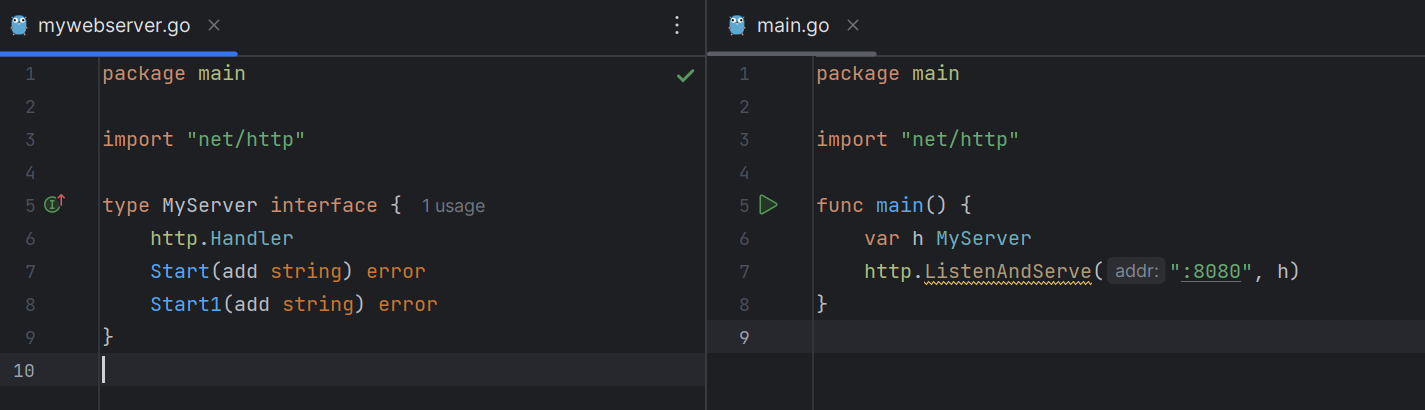 mywebserver.go
1 package main
2
3 import "net/http"
4
5 type MyServer interface { 1 usage
6 http.Handler
7 Start(add string) error
8 Start1(add string) error
9 }
10
main.go
1 package main
2
3 import "net/http"
4
5 func main() {
6 var h MyServer
7 http.ListenAndServe( addr: ":8080", h)
8 }
9